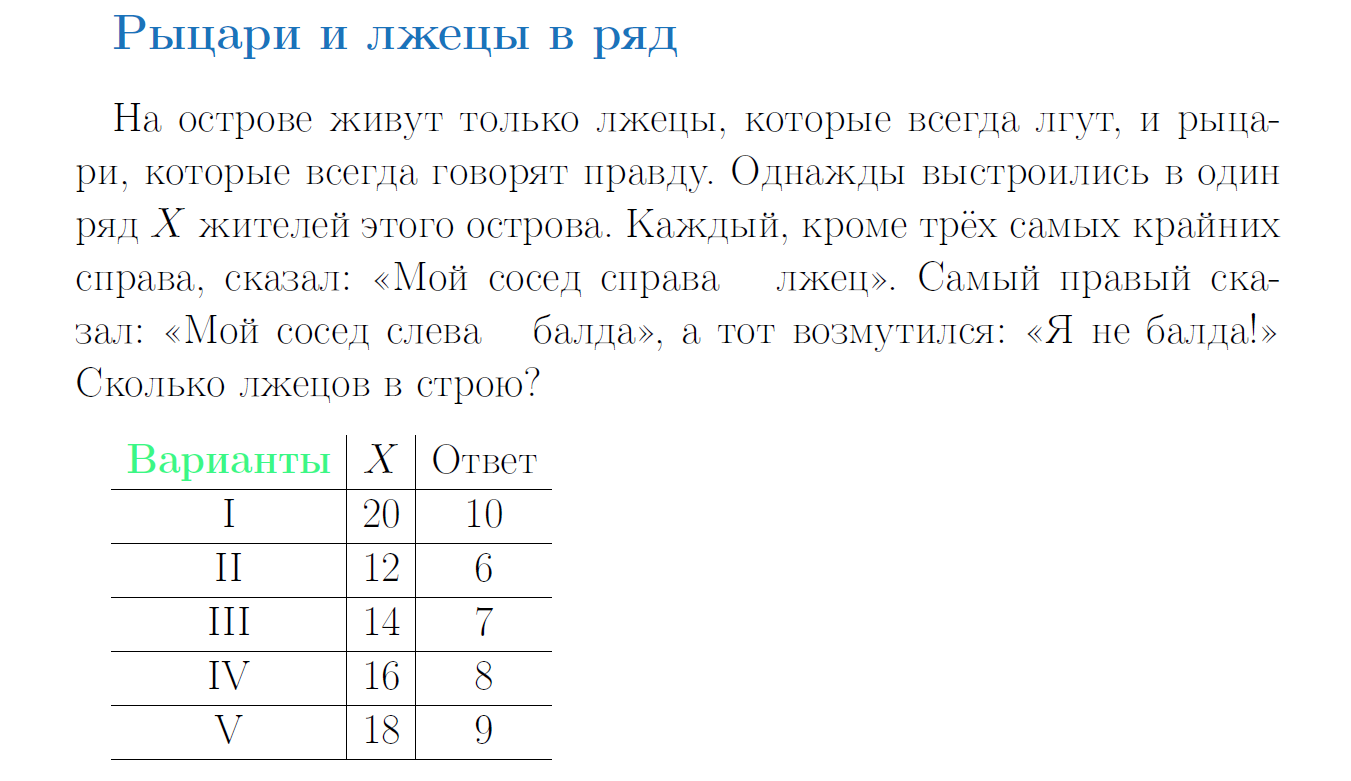 Рыцари и лжецы в ряд
На острове живут только лжецы, которые всегда лгут, и рыца-
ри, которые всегда говорят правду. Однажды выстроились в один
ряд X жителей этого острова. Каждый, кроме трёх самых крайних
справа, сказал: «Мой сосед справа лжец». Самый правый ска-
зал: «Мой сосед слева балда», а тот возмутился: «Я не балда!»
Сколько лжецов в строю?
Варианты X Ответ
I 20 10
II 12 6
III 14 7
IV 16 8
V 18 9